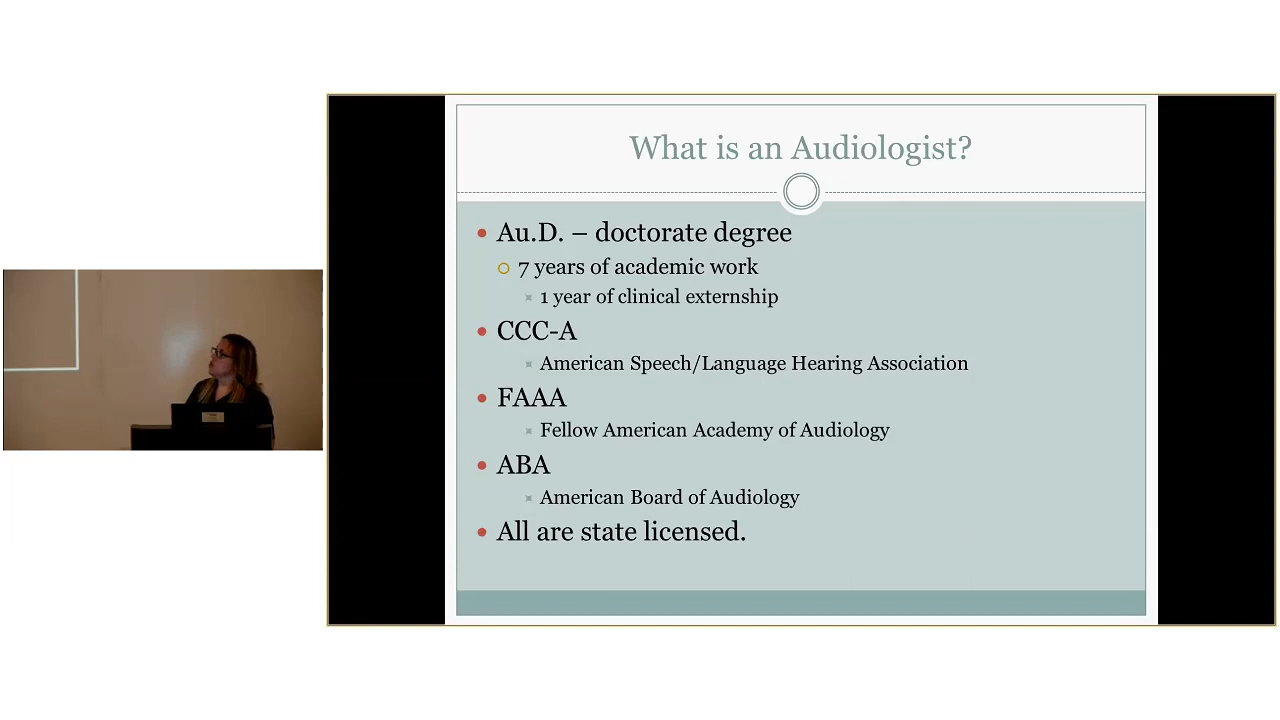 What is an Audiologist?
Au.D. – doctorate degree
7 years of academic work
1 year of clinical externship
CCC-A
American Speech/Language Hearing Association
FAAA
Fellow American Academy of Audiology
ABA
American Board of Audiology
All are state licensed.